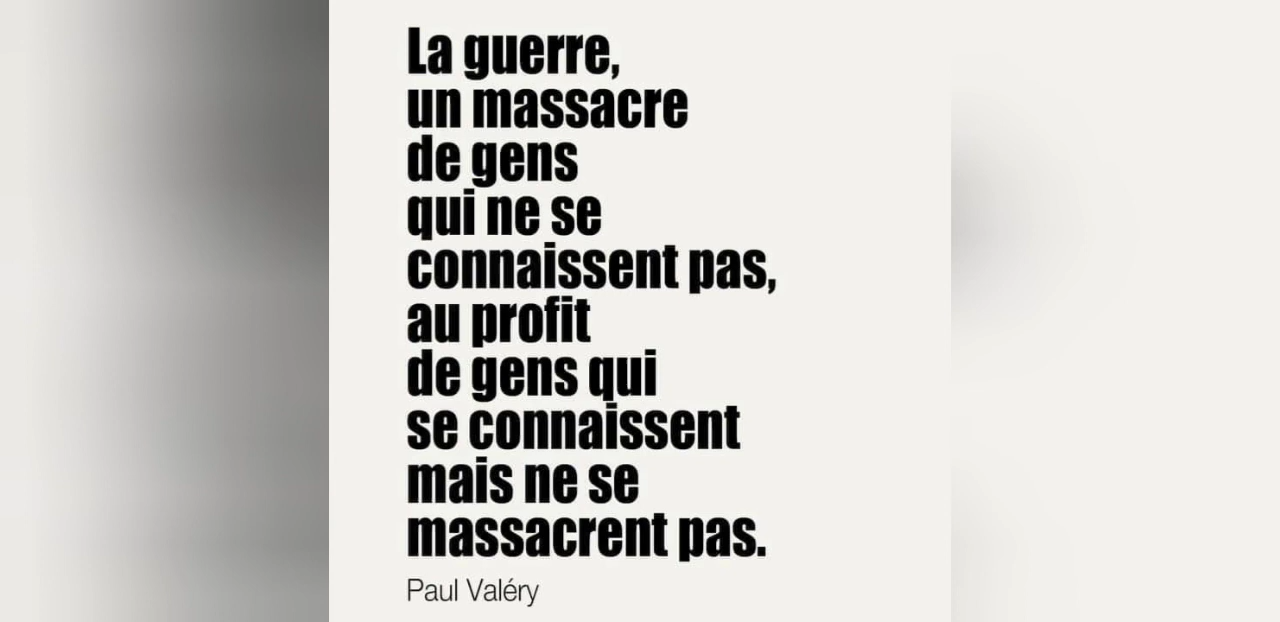 La guerre,
un massacre
de gens
qui ne se
connaissent pas,
au profit
de gens qui
se connaissent
mais ne se
massacrent pas.
Paul Valéry